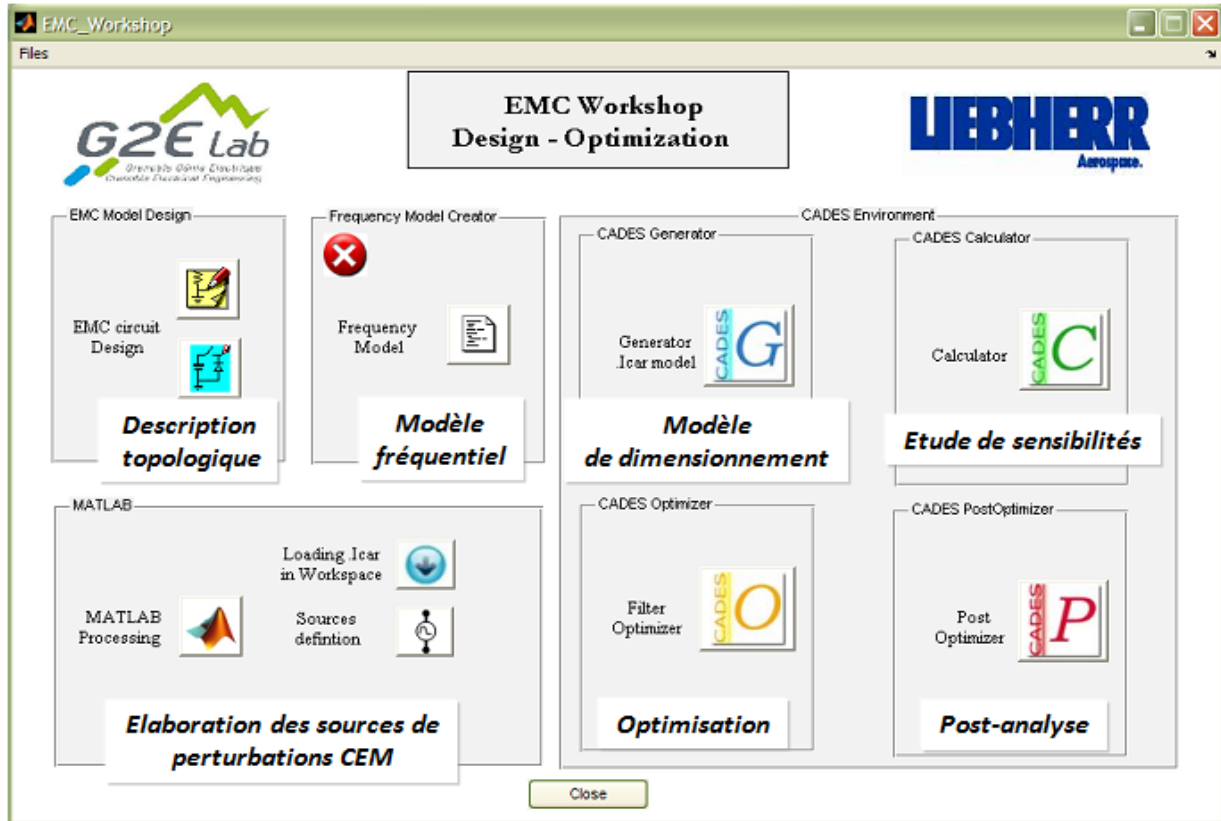 EMC_Workshop
Files
G2E Lab
Grenoble Génie Electrique
Grenoble Electrical Engineering
EMC Workshop
Design - Optimization
LIEBHERR
Aerospace.
EMC Model Design
EMC circuit
Design
Description
topologique
Frequency Model Creator
Frequency
Model
Modèle
fréquentiel
CADES Environment
CADES Generator
Generator
.Icar model
CADES
G
Modèle
de dimensionnement
CADES Calculator
Calculator
CADES
C
Etude de sensibilités
MATLAB
Loading .Icar
in Workspace
MATLAB
Processing
Sources
defintion
Elaboration des sources de
perturbations CEM
CADES Optimizer
Filter
Optimizer
CADES
O
Optimisation
CADES PostOptimizer
Post
Optimizer
CADES
P
Post-analyse
Close